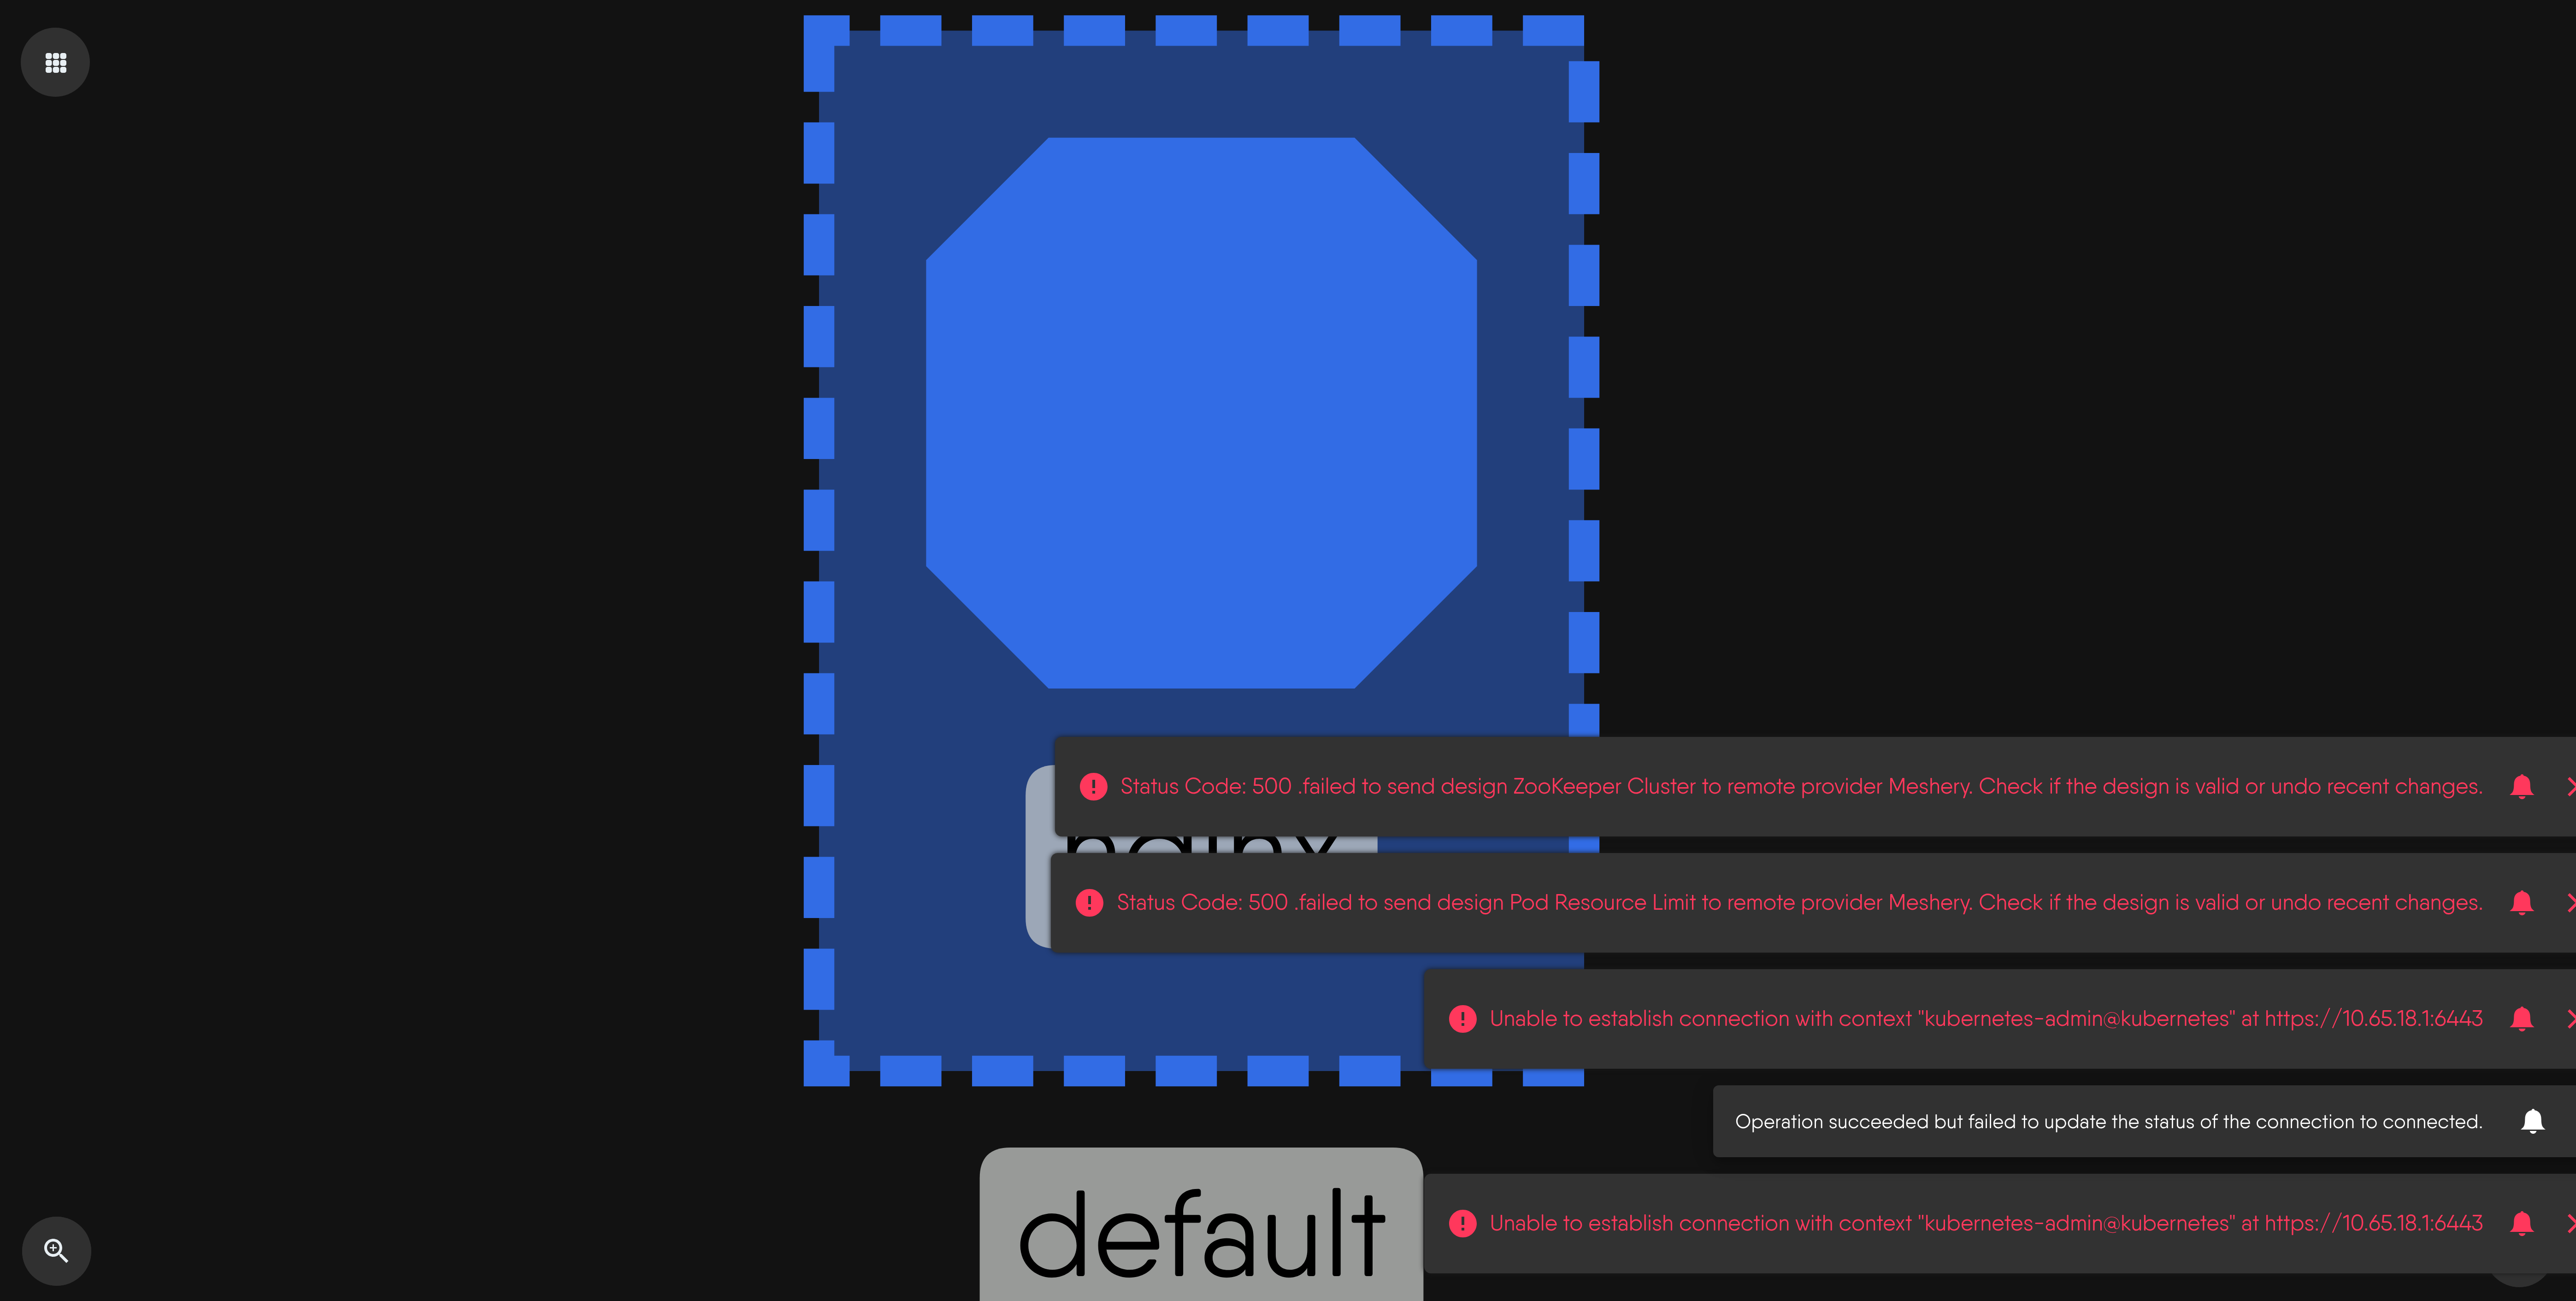 Status Code: 500 .failed to send design ZooKeeper Cluster to remote provider Meshery. Check if the design is valid or undo recent changes.
nginx
Status Code: 500 .failed to send design Pod Resource Limit to remote provider Meshery. Check if the design is valid or undo recent changes.
Unable to establish connection with context "kubernetes-admin@kubernetes" at https://10.65.18.1:6443
Operation succeeded but failed to update the status of the connection to connected.
default
Unable to establish connection with context "kubernetes-admin@kubernetes" at https://10.65.18.1:6443